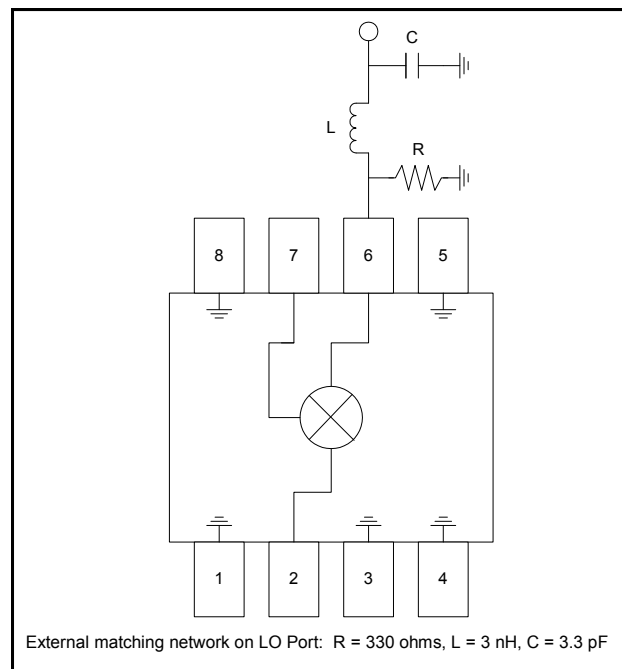 C
L
R
8 7 6 5
1 2 3 4
External matching network on LO Port: R = 330 ohms, L = 3 nH, C = 3.3 pF